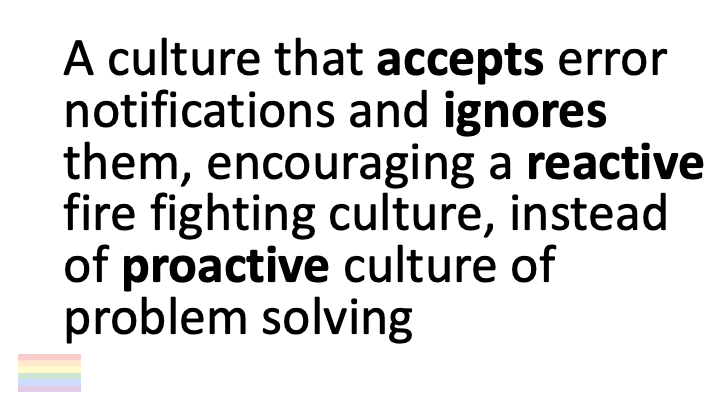 A culture that accepts error
notifications and ignores
them, encouraging a reactive
fire fighting culture, instead
of proactive culture of
problem solving